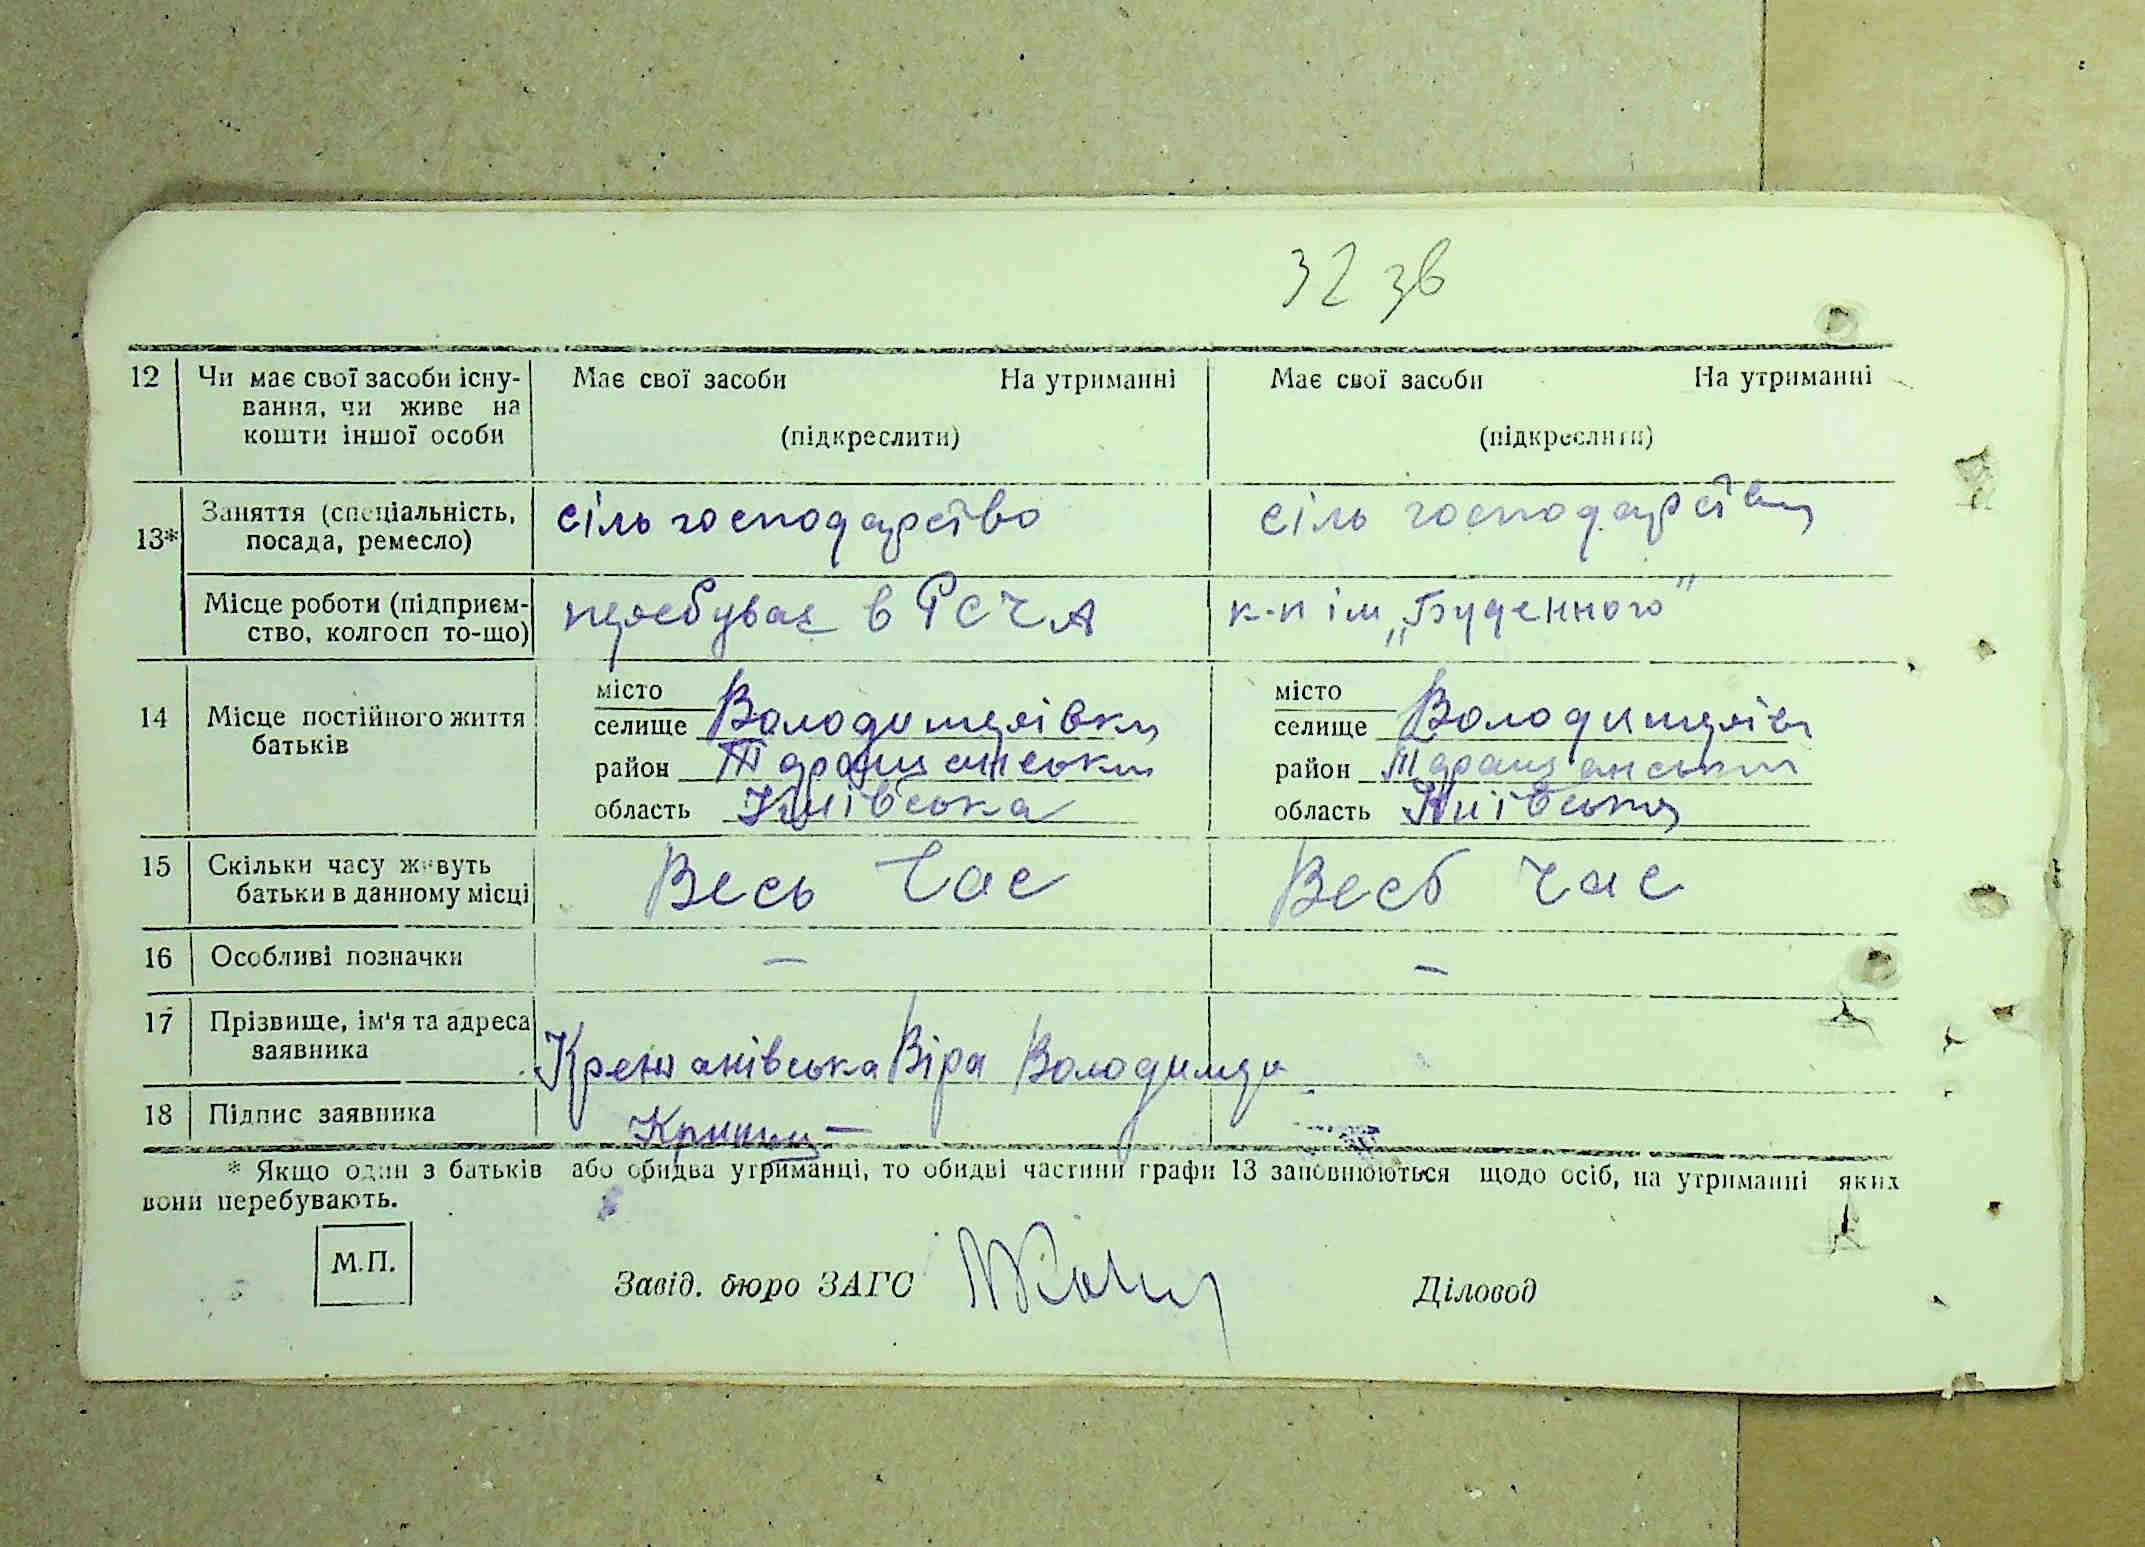 32 зв
12 Чи має свої засоби існу- Має свої засоби На утриманні Має свої засоби На утриманні
вання, чи живе на
кошти іншої особи (підкреслити) (підкреслити)
13* Заняття (спеціальність, сіль господарство сіль господарство
посада, ремесло)
Місце роботи (підприєм- перебуває в РСЧА к-п ім „Буденного"
ство, колгосп то-що)
14 Місце постійного життя батьків
місто місто
селище Володимирівка селище Володимирів
район Таращанська район Таращанська
область Київська область Київська
15 Скільки часу живуть Весь час Весь час
батьки в данному місці
16 Особливі позначки – –
17 Прізвище, ім'я та адреса
заявника Віра Володими
18 Підпис заявника
* Якщо один з батьків або обидва утриманці, то обидві частини графи 13 заповнюються щодо осіб, на утриманні яких
вони перебувають.
М.П. Завід. бюро ЗАГС Діловод